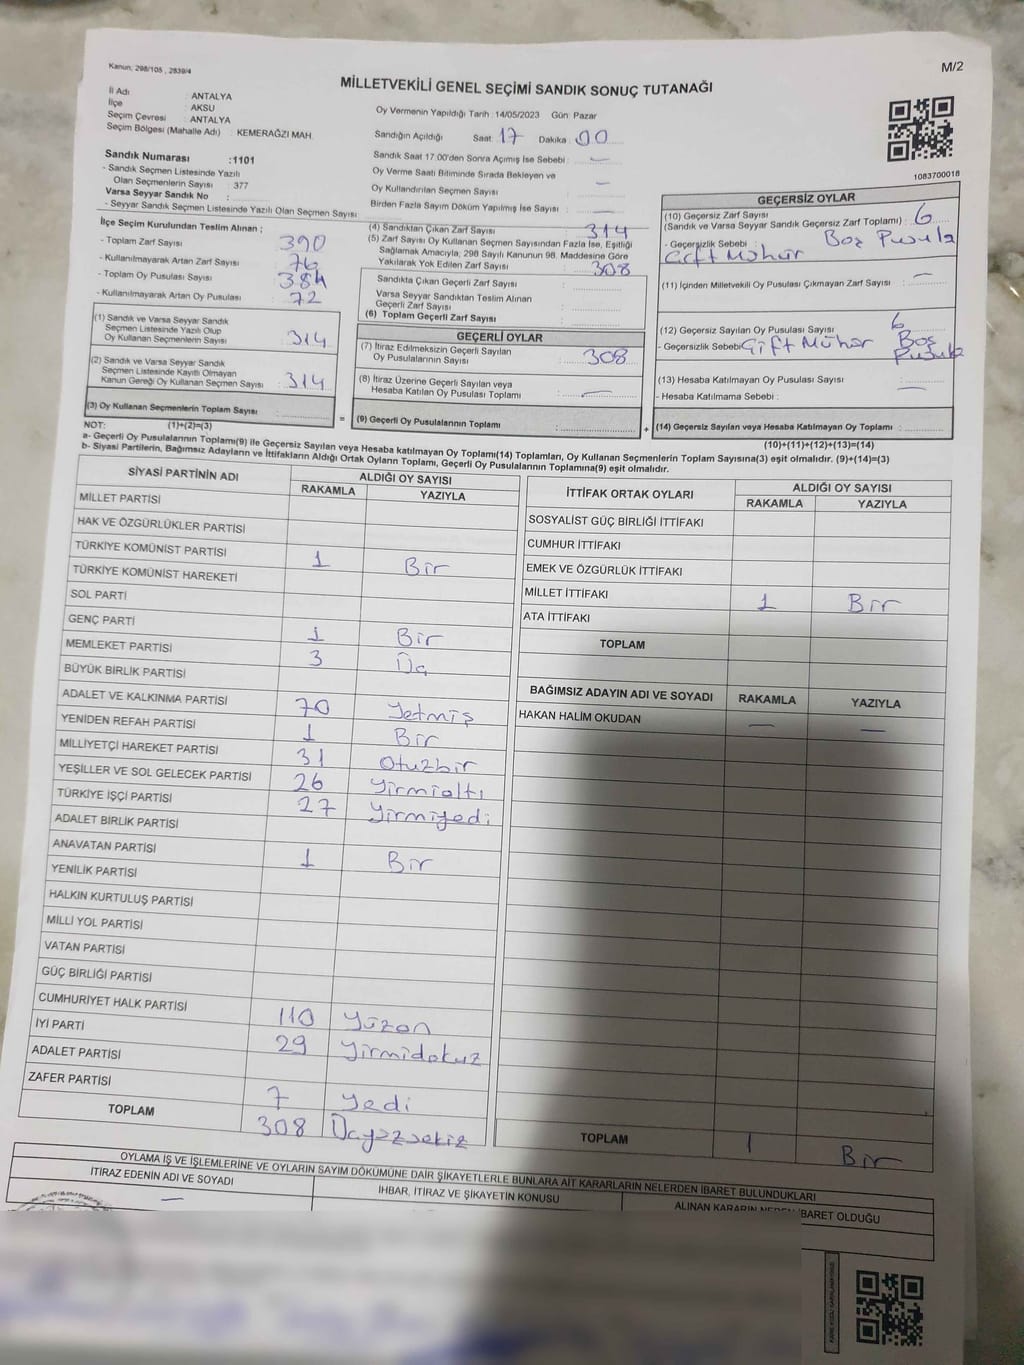 Kanun, 298/105 , 2839/4
M/2
MİLLETVEKİLİ GENEL SEÇİMİ SANDIK SONUÇ TUTANAĞI
İl Adı : ANTALYA
İlçe : AKSU
Seçim Çevresi : ANTALYA
Seçim Bölgesi (Mahalle Adı) : KEMERAĞZI MAH.
Sandık Numarası :1101
- Sandık Seçmen Listesinde Yazılı
Olan Seçmenlerin Sayısı : 377
Varsa Seyyar Sandık No :
- Seyyar Sandık Seçmen Listesinde Yazılı Olan Seçmen Sayısı:
Oy Vermenin Yapıldığı Tarih :14/05/2023 Gün: Pazar
Sandığın Açıldığı Saat: 17 Dakika : 00
Sandık Saat 17.00'den Sonra Açılmış İse Sebebi : —
Oy Verme Saati Bitiminde Sırada Bekleyen ve
Oy Kullandırılan Seçmen Sayısı : —
Birden Fazla Sayım Döküm Yapılmış İse Sayısı : —
1083700018
İlçe Seçim Kurulundan Teslim Alınan ;
- Toplam Zarf Sayısı : 390
- Kullanılmayarak Artan Zarf Sayısı : 76
- Toplam Oy Pusulası Sayısı : 384
- Kullanılmayarak Artan Oy Pusulası : 72
(1) Sandık ve Varsa Seyyar Sandık
Seçmen Listesinde Yazılı Olup
Oy Kullanan Seçmen Sayısı : 314
(2) Sandık ve Varsa Seyyar Sandık
Seçmen Listesinde Kayıtlı Olmayan
Kanun Gereği Oy Kullanan Seçmen Sayısı : 314
(3) Oy Kullanan Seçmenlerin Toplam Sayısı :
(4) Sandıktan Çıkan Zarf Sayısı : 314
(5) Zarf Sayısı Oy Kullanan Seçmen Sayısından Fazla İse, Eşitliği
Sağlamak Amacıyla, 298 Sayılı Kanunun 98. Maddesine Göre
Yakılarak Yok Edilen Zarf Sayısı : 308
Sandıkta Çıkan Geçerli Zarf Sayısı :
Varsa Seyyar Sandıktan Teslim Alınan
Geçerli Zarf Sayısı :
(6) Toplam Geçerli Zarf Sayısı :
GEÇERLİ OYLAR
(7) İtiraz Edilmeksizin Geçerli Sayılan
Oy Pusulalarının Sayısı : 308
(8) İtiraz Üzerine Geçerli Sayılan veya
Hesaba Katılan Oy Pusulası Toplamı : —
= (9) Geçerli Oy Pusulalarının Toplamı :
GEÇERSİZ OYLAR
(10) Geçersiz Zarf Sayısı
(Sandık ve Varsa Seyyar Sandık Geçersiz Zarf Toplamı) : 6
- Geçersizlik Sebebi : Boş Pusula
Çift Mühür
(11) İçinden Milletvekili Oy Pusulası Çıkmayan Zarf Sayısı : —
(12) Geçersiz Sayılan Oy Pusulası Sayısı : 6
- Geçersizlik Sebebi: Çift Mühür Boş
Pusula
(13) Hesaba Katılmayan Oy Pusulası Sayısı : —
- Hesaba Katılmama Sebebi :
+ (14) Geçersiz Sayılan veya Hesaba Katılmayan Oy Toplamı :
NOT: (1)+(2)=(3)
(10)+(11)+(12)+(13)=(14)
a- Geçerli Oy Pusulalarının Toplamı(9) ile Geçersiz Sayılan veya Hesaba katılmayan Oy Toplamı(14) Toplamları, Oy Kullanan Seçmenlerin Toplam Sayısına(3) eşit olmalıdır. (9)+(14)=(3)
b- Siyasi Partilerin, Bağımsız Adayların ve İttifakların Aldığı Ortak Oyların Toplamı, Geçerli Oy Pusulalarının Toplamına(9) eşit olmalıdır.
SİYASİ PARTİNİN ADI ALDIĞI OY SAYISI
RAKAMLA YAZIYLA
MİLLET PARTİSİ
HAK VE ÖZGÜRLÜKLER PARTİSİ
TÜRKİYE KOMÜNİST PARTİSİ 1 Bir
TÜRKİYE KOMÜNİST HAREKETİ
SOL PARTİ
GENÇ PARTİ 1 Bir
MEMLEKET PARTİSİ 3 Üç
BÜYÜK BİRLİK PARTİSİ
ADALET VE KALKINMA PARTİSİ 70 Yetmiş
YENİDEN REFAH PARTİSİ 1 Bir
MİLLİYETÇİ HAREKET PARTİSİ 31 Otuzbir
YEŞİLLER VE SOL GELECEK PARTİSİ 26 Yirmialtı
TÜRKİYE İŞÇİ PARTİSİ 27 Yirmiyedi
ADALET BİRLİK PARTİSİ
ANAVATAN PARTİSİ 1 Bir
YENİLİK PARTİSİ
HALKIN KURTULUŞ PARTİSİ
MİLLİ YOL PARTİSİ
VATAN PARTİSİ
GÜÇ BİRLİĞİ PARTİSİ
CUMHURİYET HALK PARTİSİ 110 Yüzon
İYİ PARTİ 29 Yirmidokuz
ADALET PARTİSİ
ZAFER PARTİSİ 7 Yedi
TOPLAM 308 Üçyüzsekiz
İTTİFAK ORTAK OYLARI ALDIĞI OY SAYISI
RAKAMLA YAZIYLA
SOSYALİST GÜÇ BİRLİĞİ İTTİFAKI
CUMHUR İTTİFAKI
EMEK VE ÖZGÜRLÜK İTTİFAKI
MİLLET İTTİFAKI 1 Bir
ATA İTTİFAKI
TOPLAM
BAĞIMSIZ ADAYIN ADI VE SOYADI RAKAMLA YAZIYLA
HAKAN HALİM OKUDAN — —
TOPLAM 1 Bir
OYLAMA İŞ VE İŞLEMLERİNE VE OYLARIN SAYIM DÖKÜMÜNE DAİR ŞİKAYETLERLE BUNLARA AİT KARARLARIN NELERDEN İBARET BULUNDUKLARI
İTİRAZ EDENİN ADI VE SOYADI İHBAR, İTİRAZ VE ŞİKAYETİN KONUSU ALINAN KARARIN NEDEN İBARET OLDUĞU
—